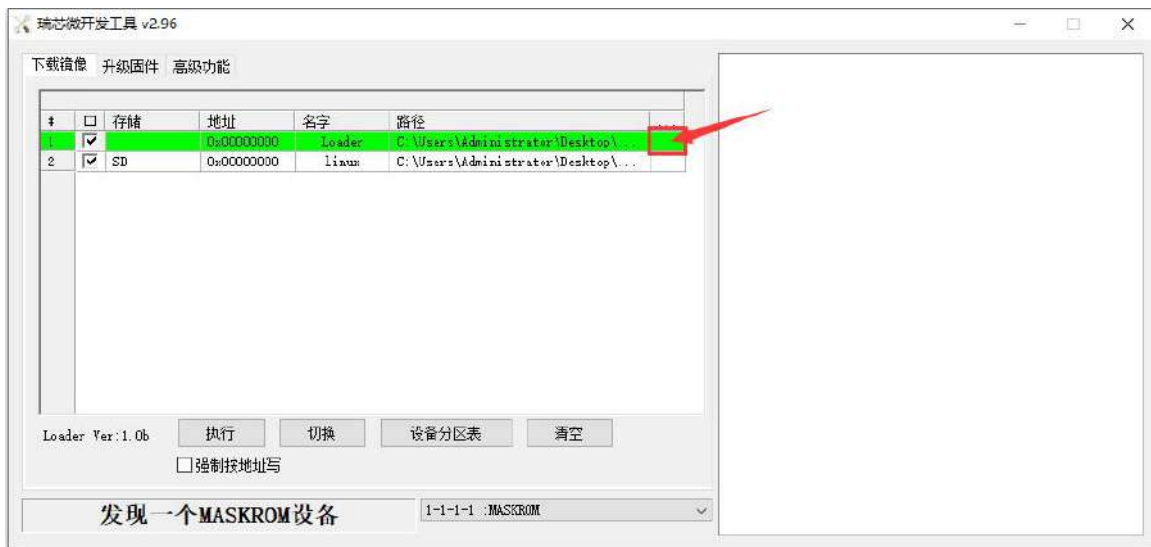 瑞芯微开发工具 v2.96
下载镜像 升级固件 高级功能
# 存储 地址 名字 路径 ...
1 0x00000000 Loader C:\Users\Administrator\Desktop\...
2 SD 0x00000000 linux C:\Users\Administrator\Desktop\...
Loader Ver:1.0b 执行 切换 设备分区表 清空
强制按地址写
发现一个MASKROM设备 1-1-1-1 :MASKROM